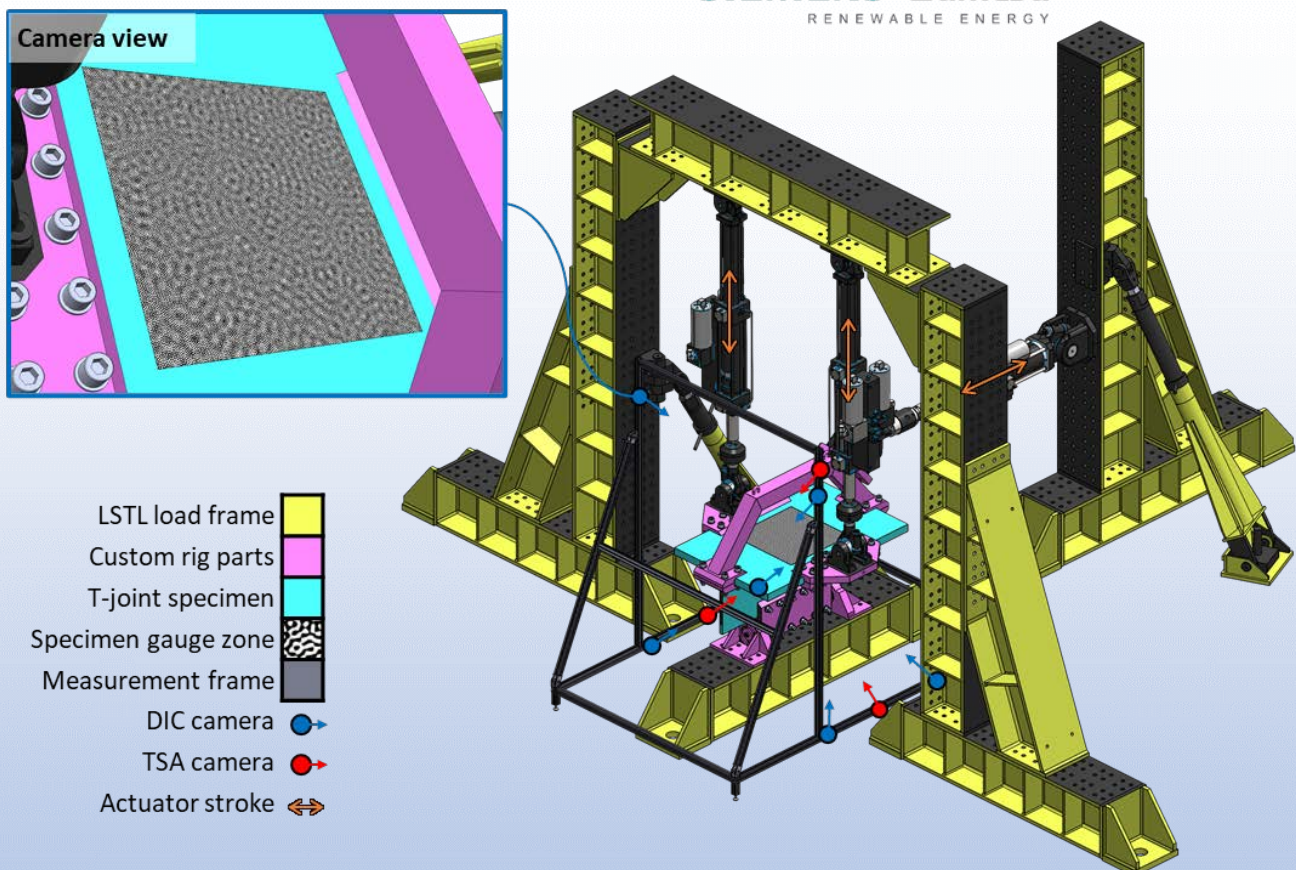 RENEWABLE ENERGY
Camera view
LSTL load frame
Custom rig parts
T-joint specimen
Specimen gauge zone
Measurement frame
DIC camera
TSA camera
Actuator stroke